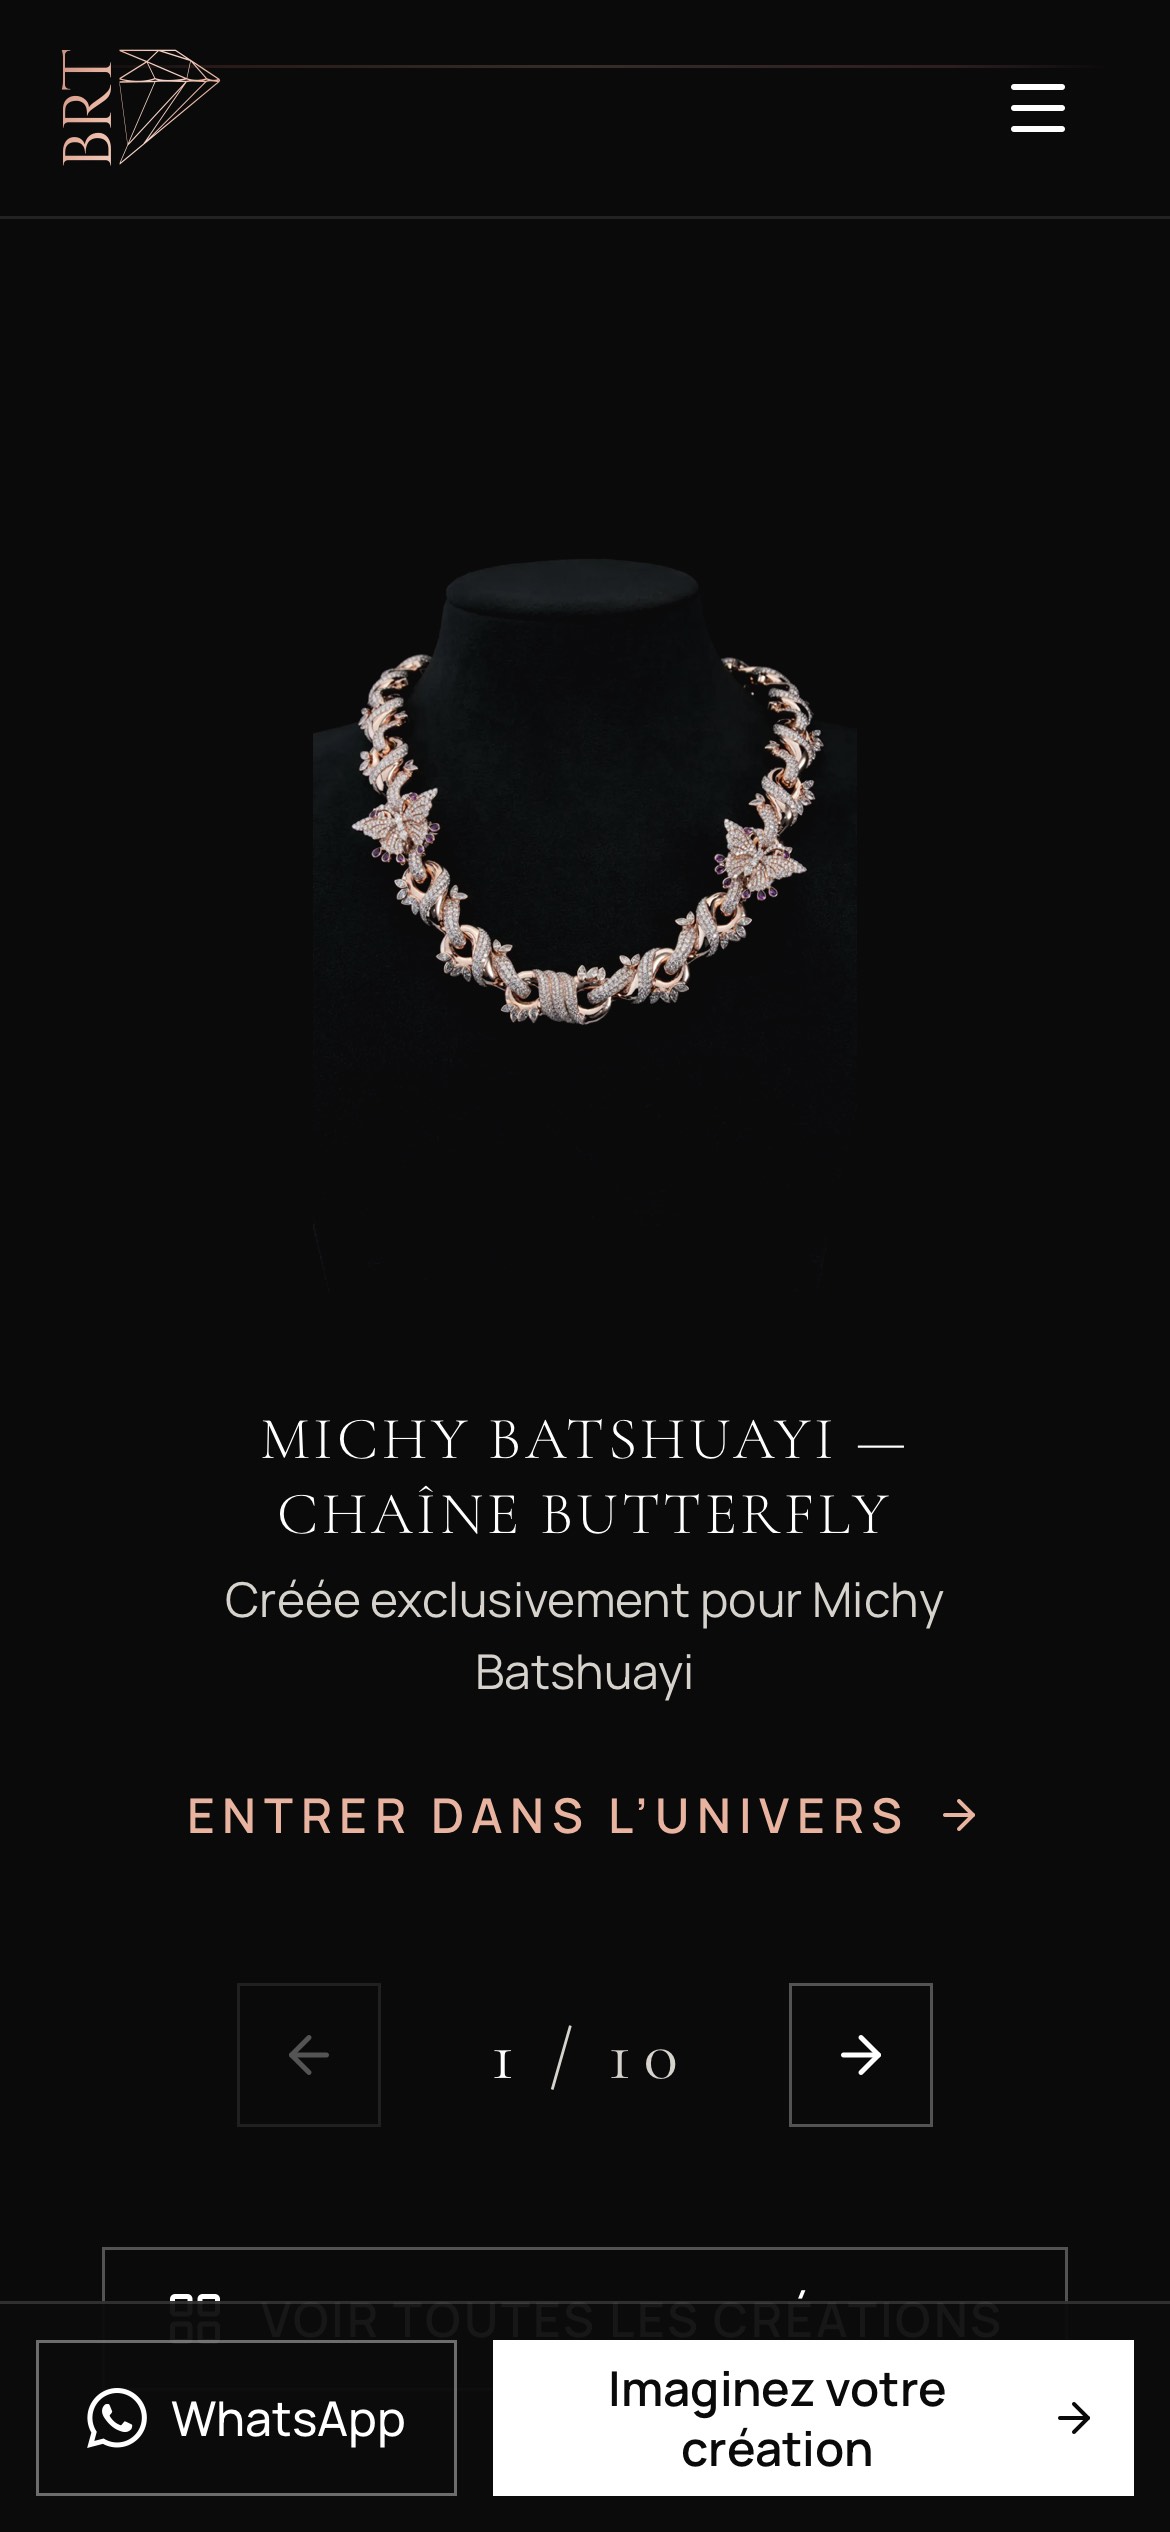 BRT
MICHY BATSHUAYI —
CHAÎNE BUTTERFLY
Créée exclusivement pour Michy
Batshuayi
ENTRER DANS L’UNIVERS →
← 1 / 10 →
VOIR TOUTES LES CRÉATIONS
WhatsApp
Imaginez votre
création →